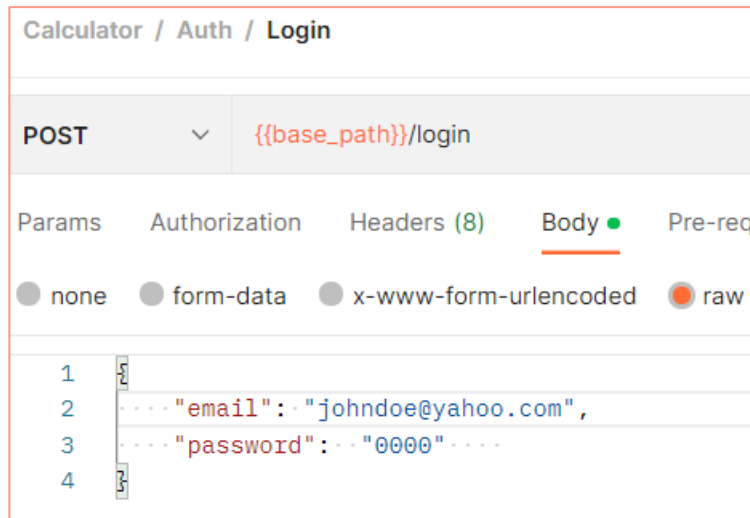 Calculator / Auth / Login
POST {{base_path}}/login
Params Authorization Headers (8) Body Pre-req
none form-data x-www-form-urlencoded raw
1 {
2 "email": "johndoe@yahoo.com",
3 "password": "0000"
4 }